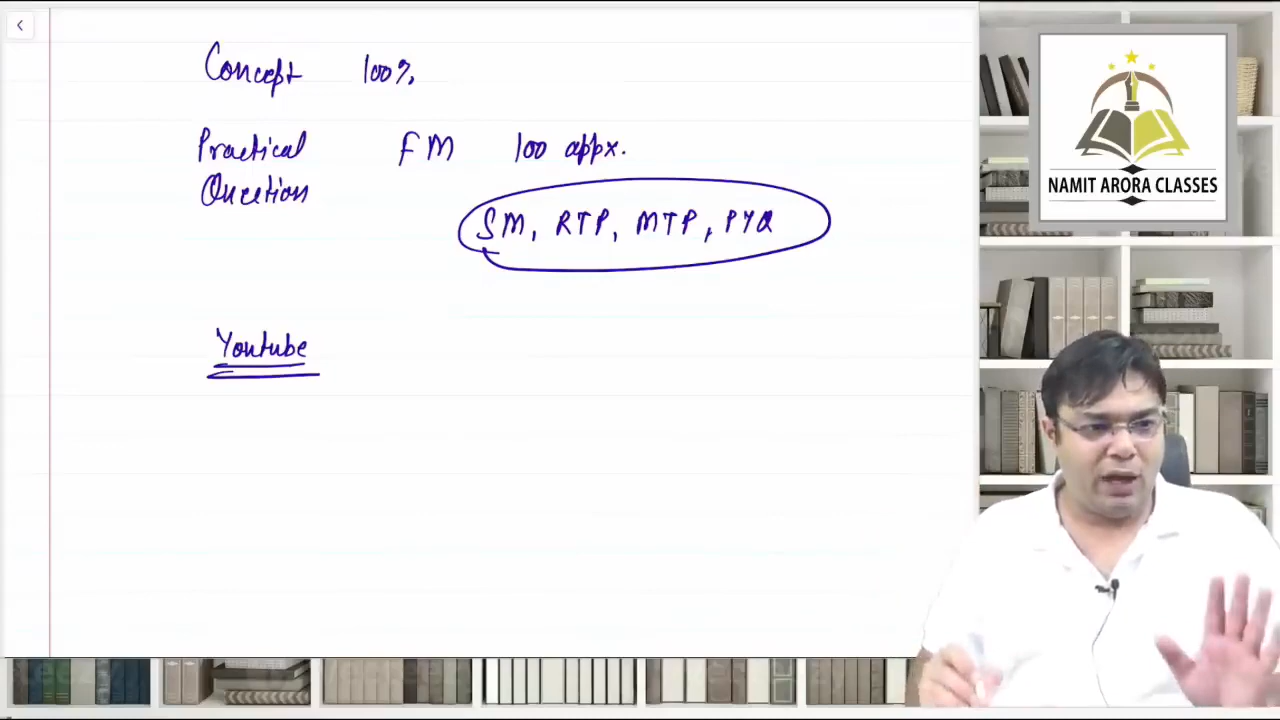 Concept 100%
Practical FM 100 appx.
Question
SM, RTP, MTP, PYQ
Youtube
NAMIT ARORA CLASSES